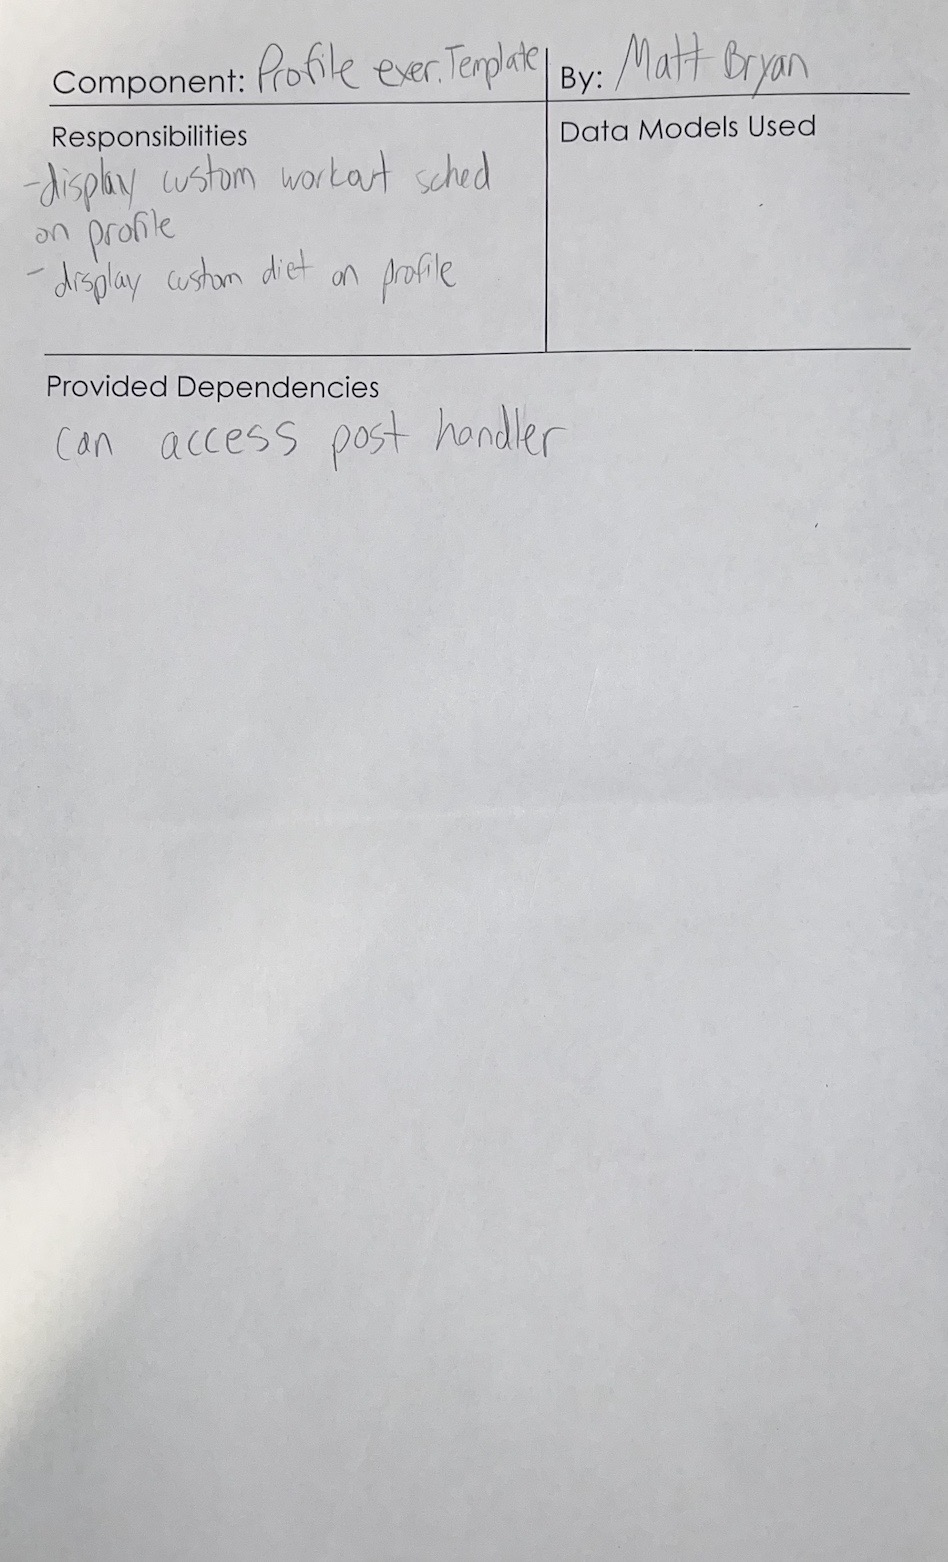 Component: Profile exer. Template
By: Matt Bryan
Responsibilities
-display custom workout sched
on profile
- display custom diet on profile
Data Models Used
Provided Dependencies
can access post handler